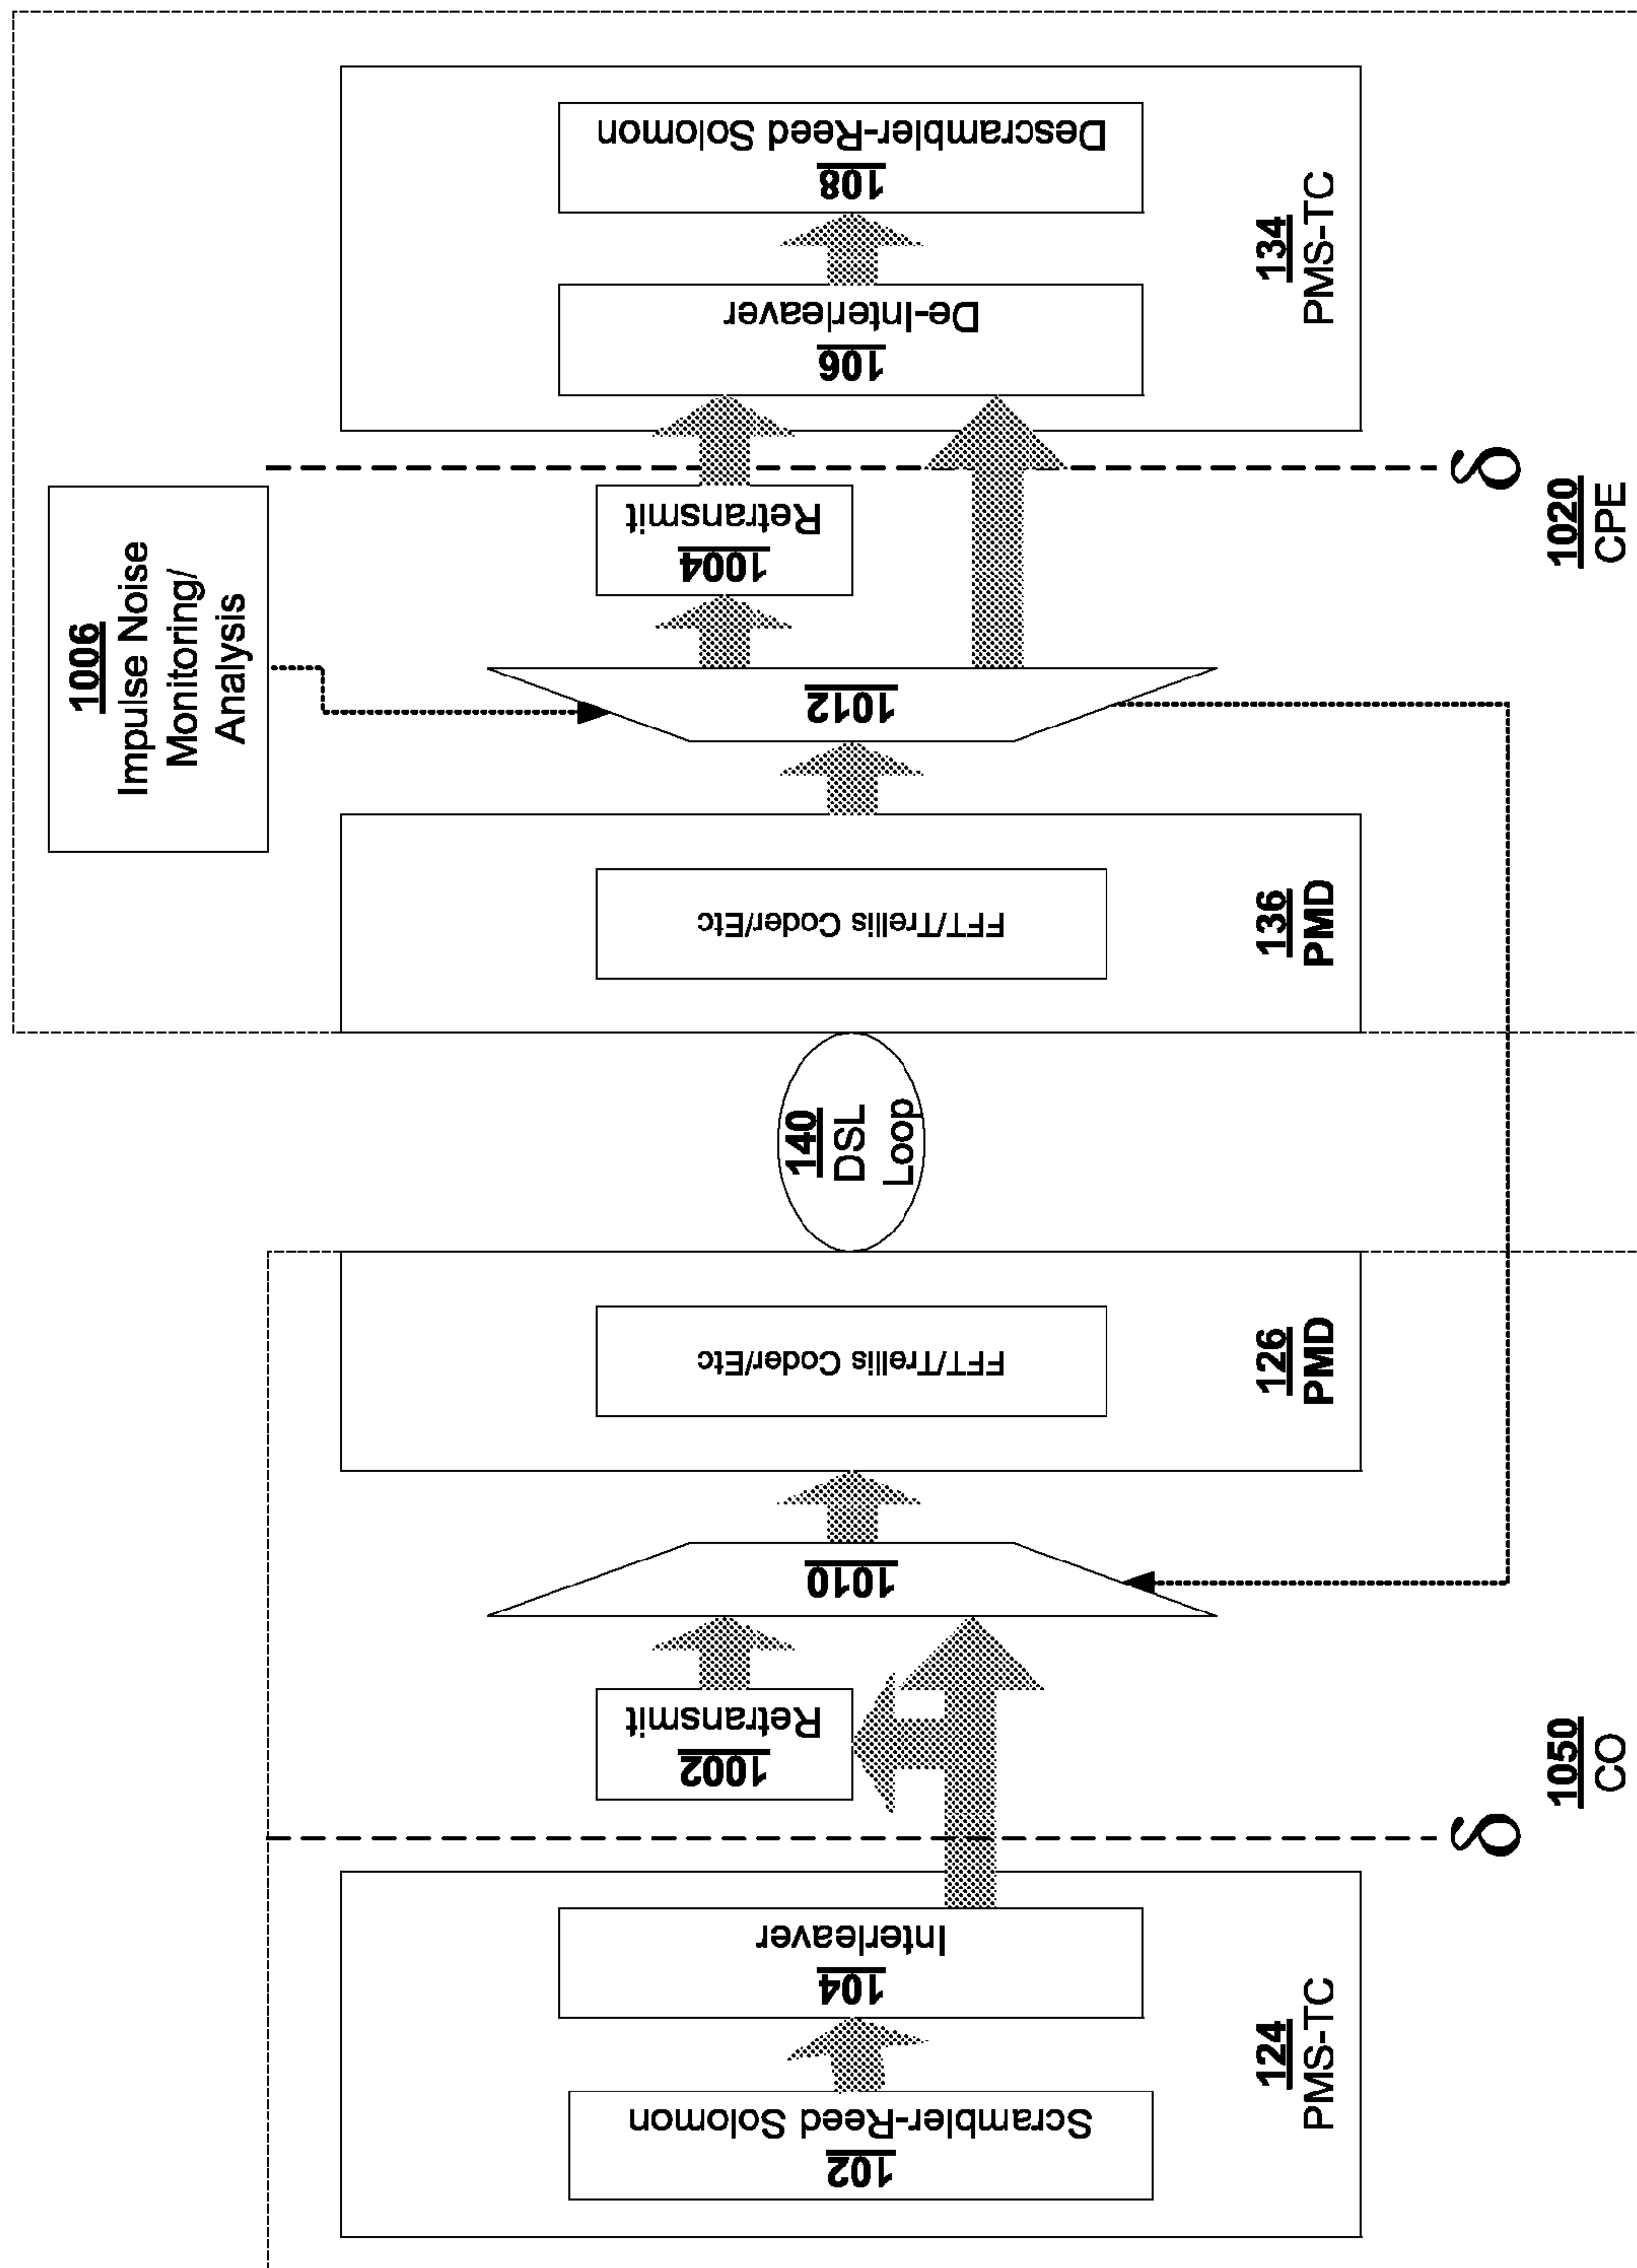 102
Scrambler-Reed Solomon
104
Interleaver
124
PMS-TC
δ
1002
Retransmit
1010
1050
CO
FFT/Trellis Coder/Etc
126
PMD
140
DSL
Loop
FFT/Trellis Coder/Etc
136
PMD
1006
Impulse Noise
Monitoring/
Analysis
1012
1004
Retransmit
δ
1020
CPE
106
De-Interleaver
108
Descrambler-Reed Solomon
134
PMS-TC